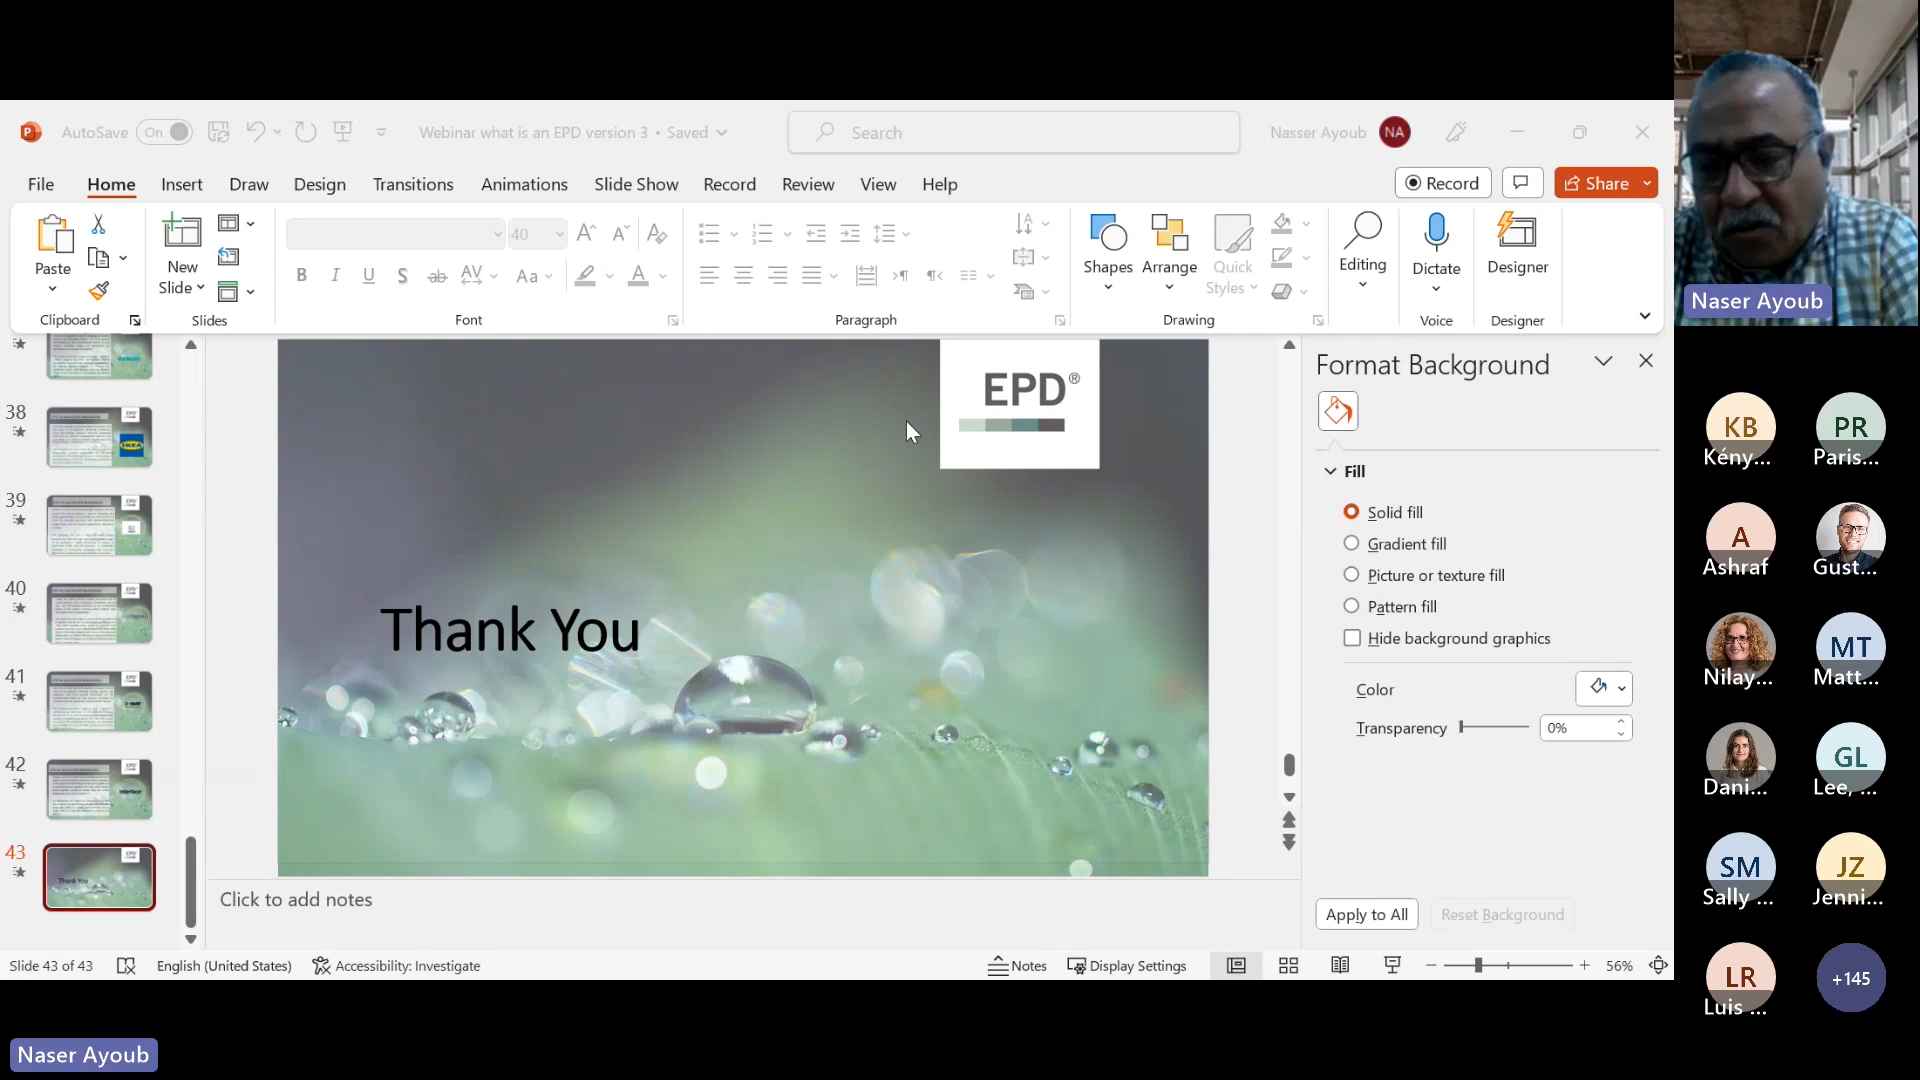 AutoSave On
Webinar what is an EPD version 3 • Saved
Search
Nasser Ayoub NA
File Home Insert Draw Design Transitions Animations Slide Show Record Review View Help
Record Share
Paste
New Slide
40
Shapes Arrange Quick Styles
Editing
Dictate
Designer
Clipboard Slides Font Paragraph Drawing Voice Designer
38
IKEA
39
40
41
42
Interface
43
Thank You
EPD®
Thank You
Click to add notes
Format Background
Fill
Solid fill
Gradient fill
Picture or texture fill
Pattern fill
Hide background graphics
Color
Transparency 0%
Apply to All Reset Background
Slide 43 of 43 English (United States) Accessibility: Investigate Notes Display Settings 56%
Naser Ayoub
Naser Ayoub
KB
Kény...
PR
Paris...
A
Ashraf
Gust...
Nilay...
MT
Matt...
Dani...
GL
Lee, ...
SM
Sally ...
JZ
Jenni...
LR
Luis ...
+145